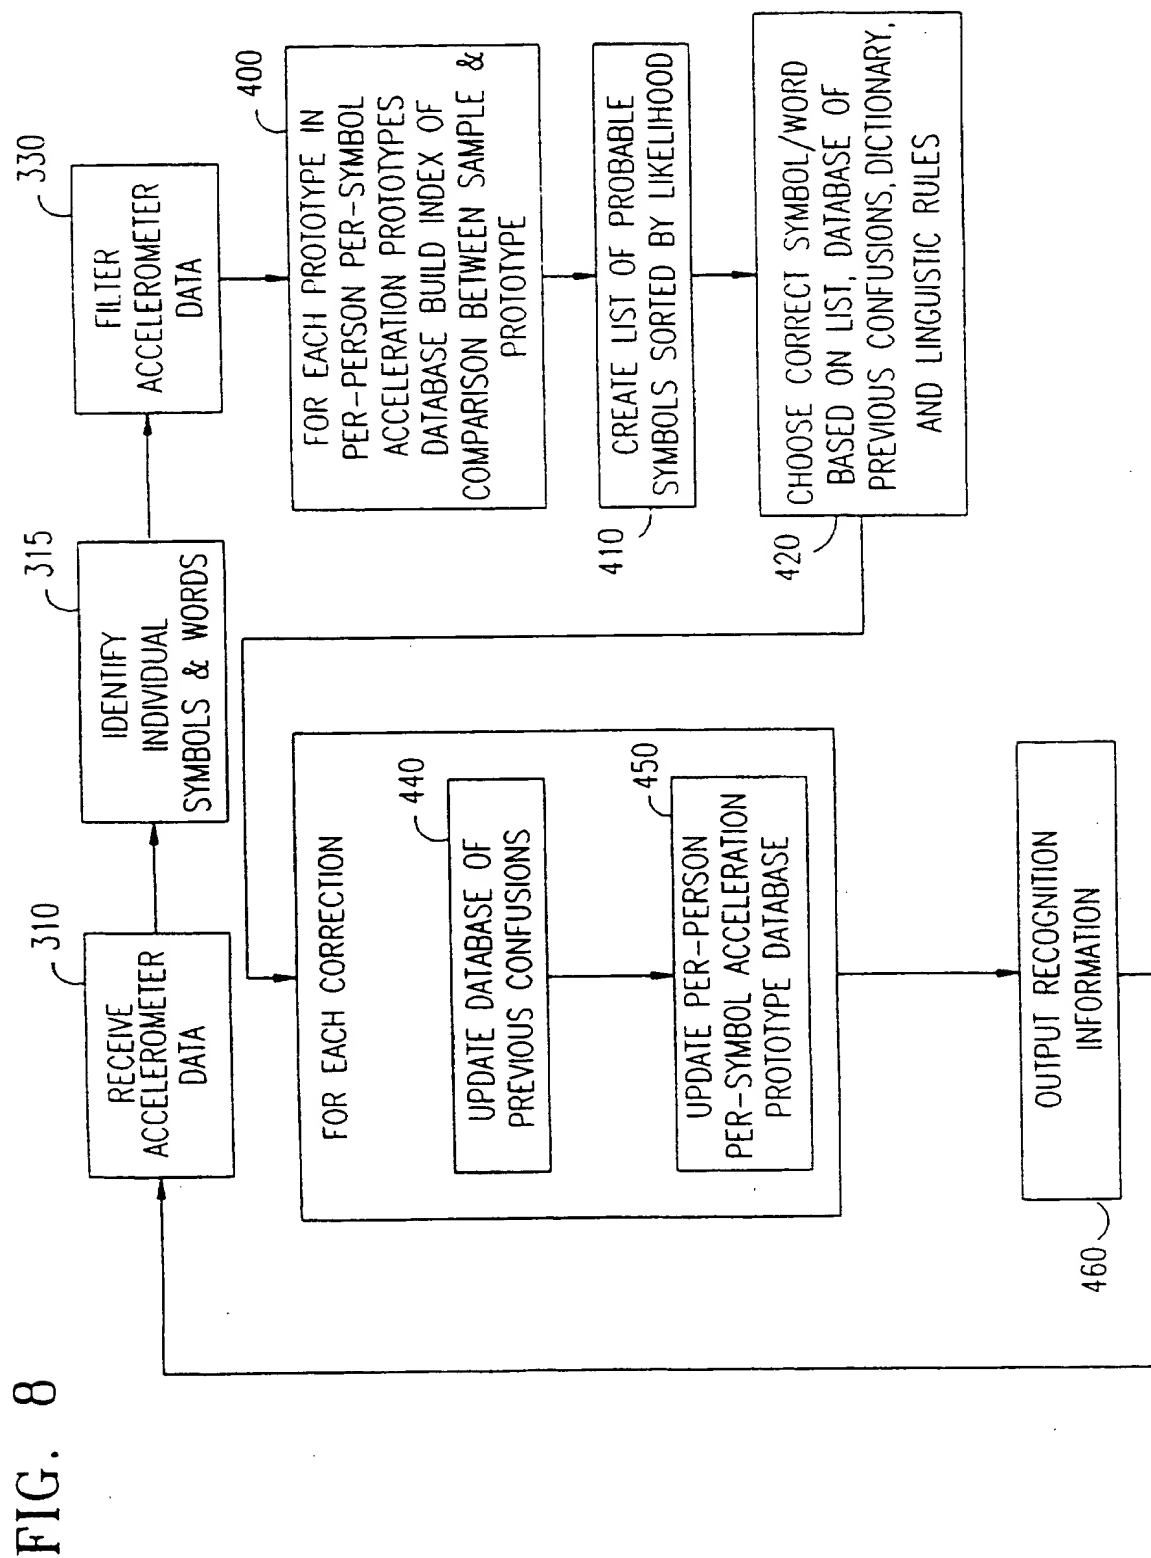 FIG. 8
310
RECEIVE
ACCELEROMETER
DATA
315
IDENTIFY
INDIVIDUAL
SYMBOLS & WORDS
330
FILTER
ACCELEROMETER
DATA
400
FOR EACH PROTOTYPE IN
PER-PERSON PER-SYMBOL
ACCELERATION PROTOTYPES
DATABASE BUILD INDEX OF
COMPARISON BETWEEN SAMPLE &
PROTOTYPE
410
CREATE LIST OF PROBABLE
SYMBOLS SORTED BY LIKELIHOOD
420
CHOOSE CORRECT SYMBOL/WORD
BASED ON LIST, DATABASE OF
PREVIOUS CONFUSIONS, DICTIONARY,
AND LINGUISTIC RULES
FOR EACH CORRECTION
440
UPDATE DATABASE OF
PREVIOUS CONFUSIONS
450
UPDATE PER-PERSON
PER-SYMBOL ACCELERATION
PROTOTYPE DATABASE
460
OUTPUT RECOGNITION
INFORMATION